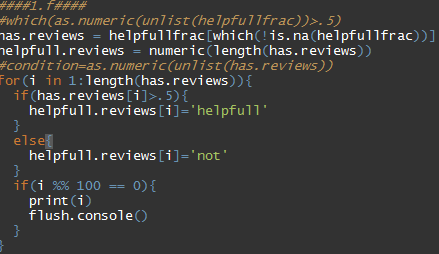 ####1.f####
#which(as.numeric(unlist(helpfullfrac))>.5)
has.reviews = helpfullfrac[which(!is.na(helpfullfrac))]
helpfull.reviews = numeric(length(has.reviews))
#condition=as.numeric(unlist(has.reviews))
for(i in 1:length(has.reviews)){
  if(has.reviews[i]>.5){
    helpfull.reviews[i]='helpfull'
  }
  else{
    helpfull.reviews[i]='not'
  }
  if(i %% 100 == 0){
    print(i)
    flush.console()
  }
}